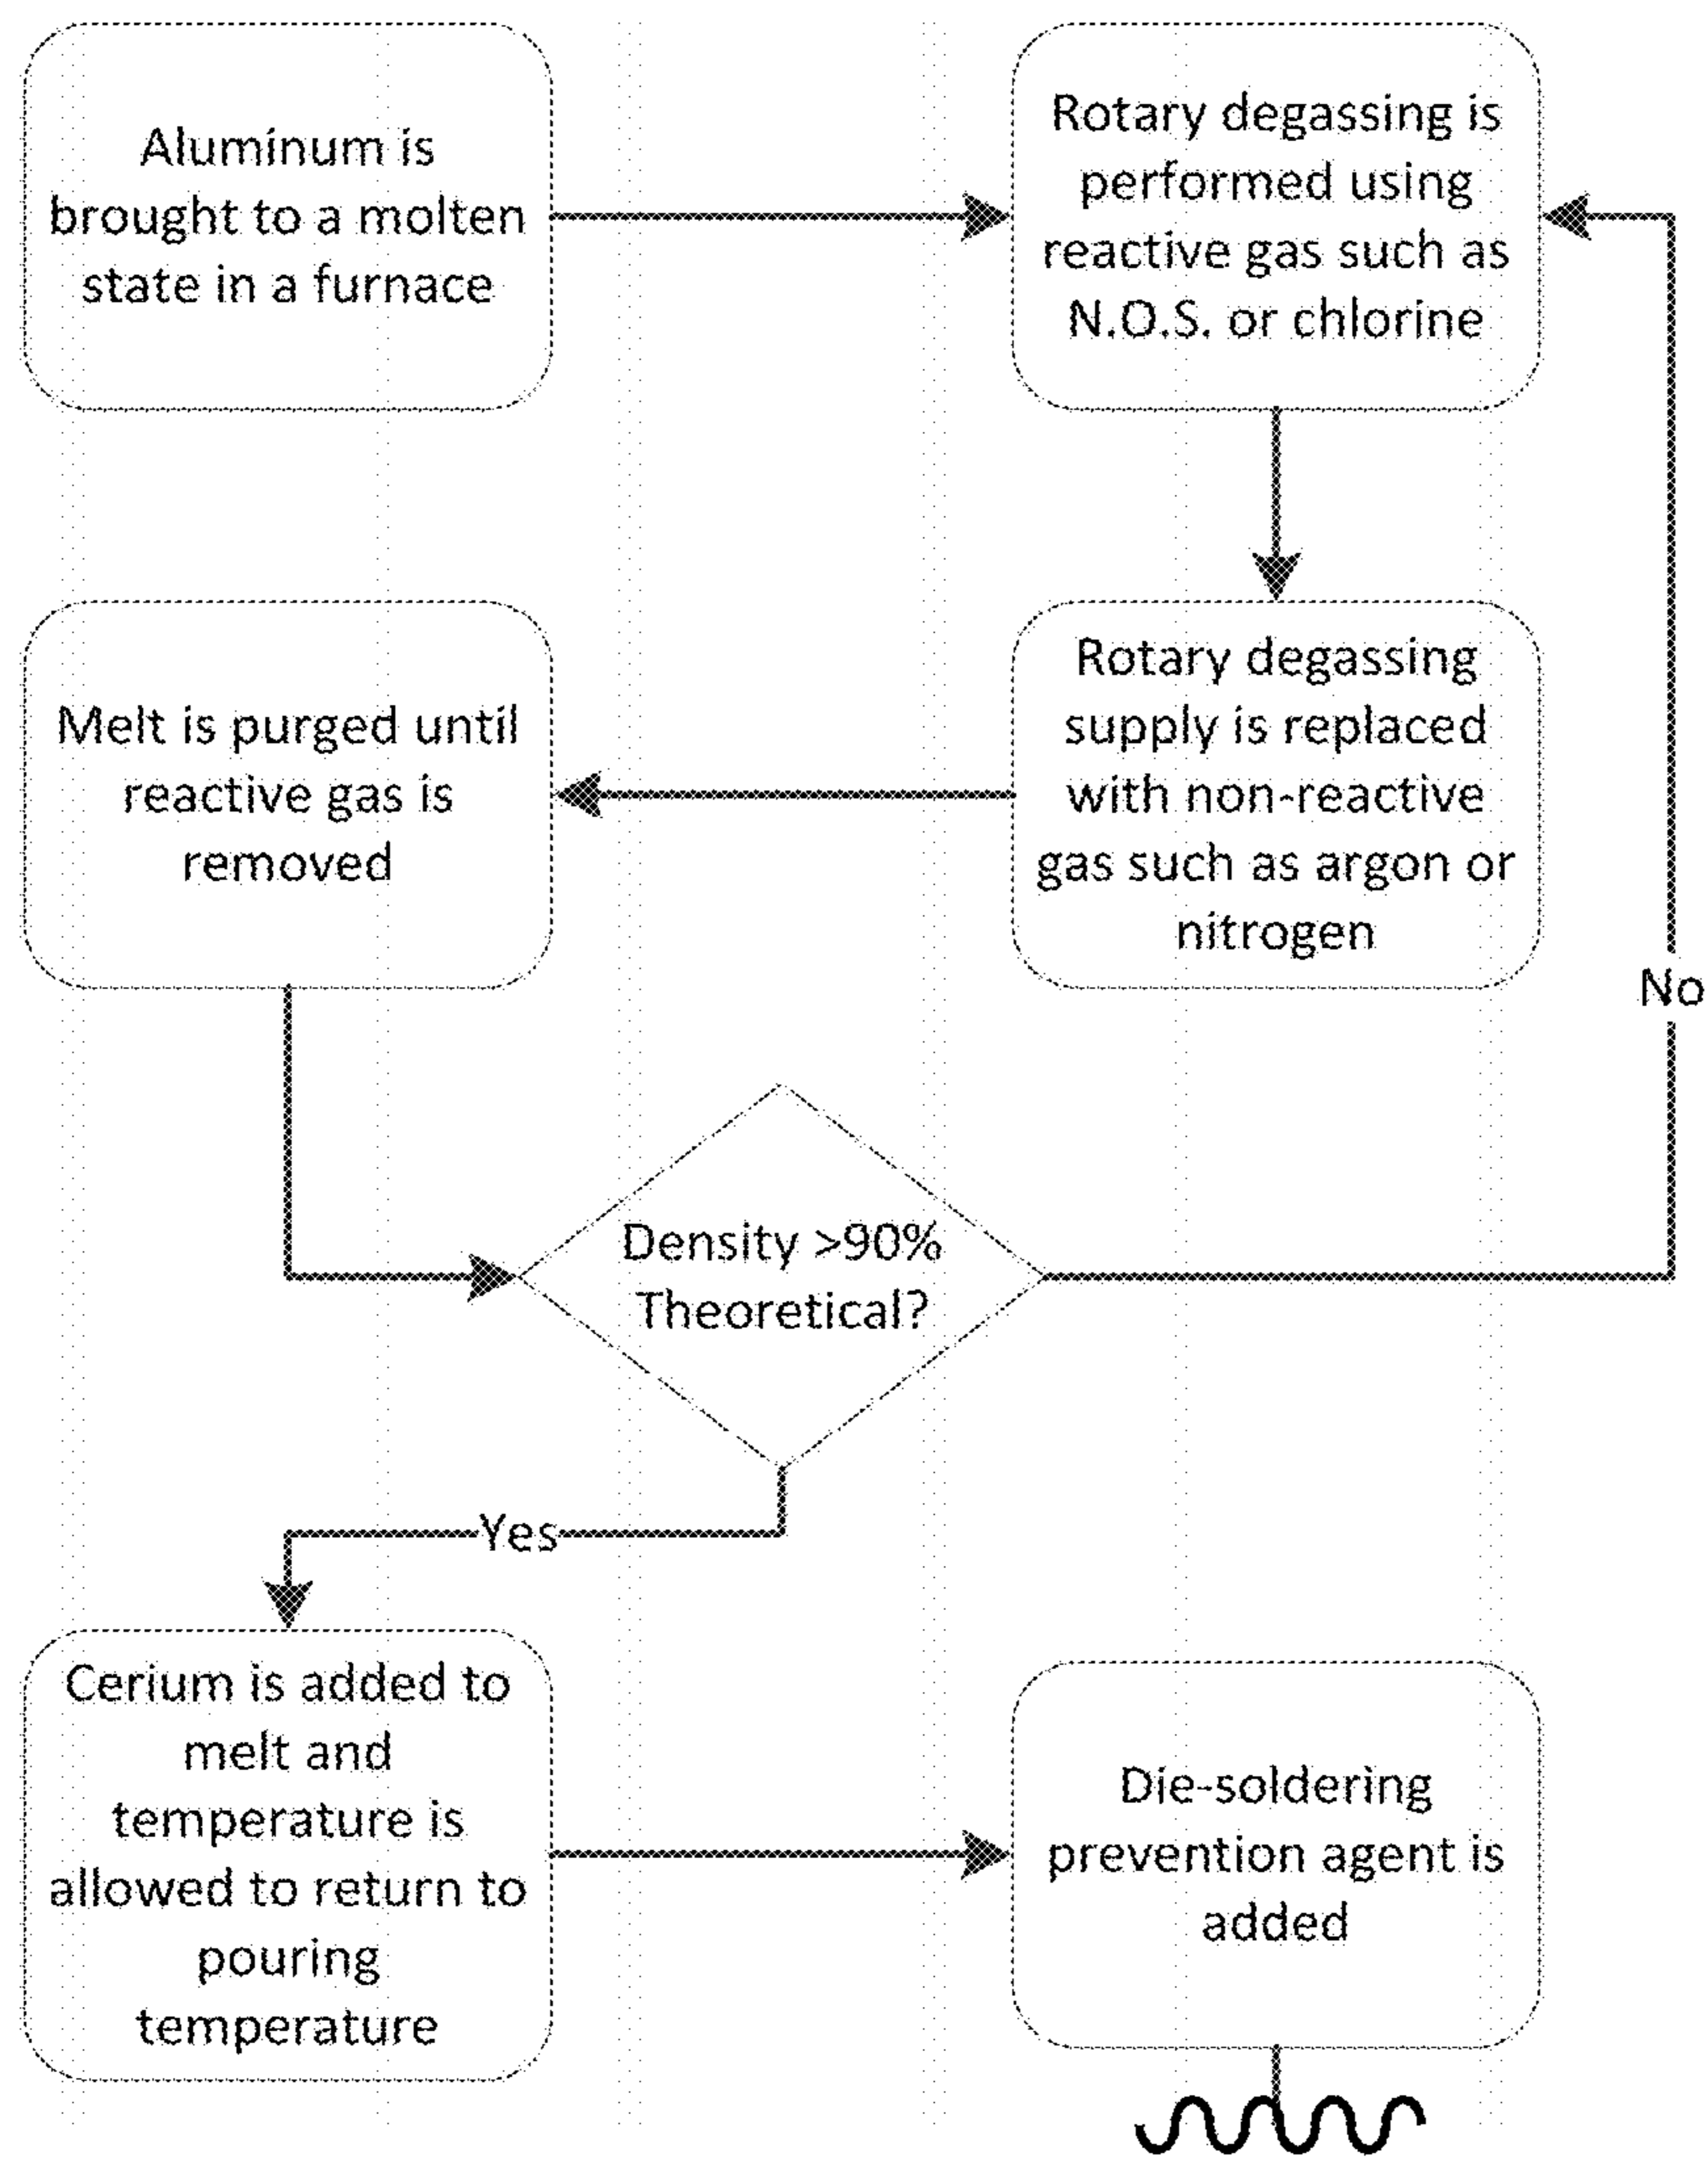 Aluminum is
brought to a molten
state in a furnace
Rotary degassing is
performed using
reactive gas such as
N.O.S. or chlorine
Rotary degassing
supply is replaced
with non-reactive
gas such as argon or
nitrogen
Melt is purged until
reactive gas is
removed
Density >90%
Theoretical?
No
Yes
Cerium is added to
melt and
temperature is
allowed to return to
pouring
temperature
Die-soldering
prevention agent is
added